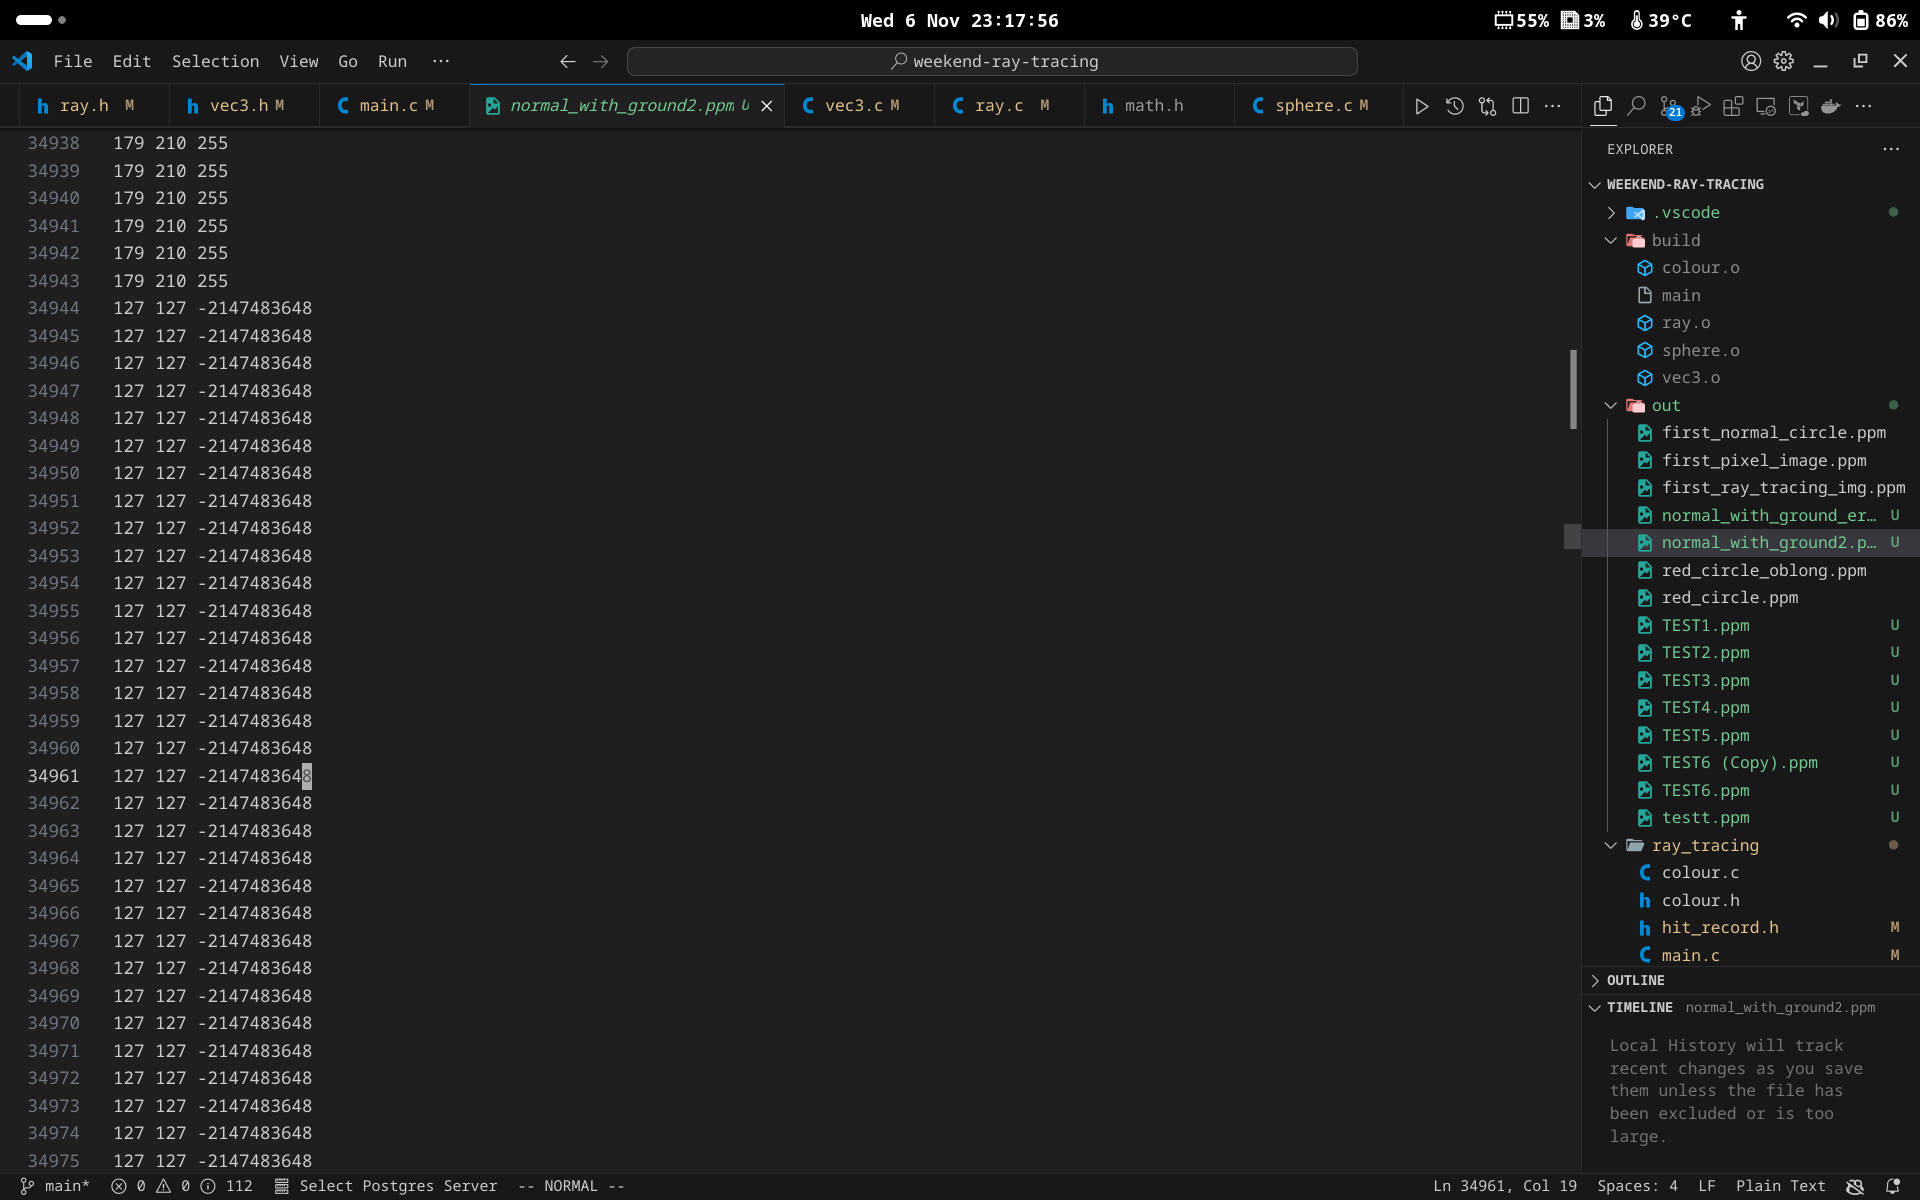 Wed 6 Nov 23:17:56
55% 3% 39°C 86%
File Edit Selection View Go Run ···
weekend-ray-tracing
ray.h M
vec3.h M
main.c M
normal_with_ground2.ppm U
vec3.c M
ray.c M
math.h
sphere.c M
21
34938 179 210 255
34939 179 210 255
34940 179 210 255
34941 179 210 255
34942 179 210 255
34943 179 210 255
34944 127 127 -2147483648
34945 127 127 -2147483648
34946 127 127 -2147483648
34947 127 127 -2147483648
34948 127 127 -2147483648
34949 127 127 -2147483648
34950 127 127 -2147483648
34951 127 127 -2147483648
34952 127 127 -2147483648
34953 127 127 -2147483648
34954 127 127 -2147483648
34955 127 127 -2147483648
34956 127 127 -2147483648
34957 127 127 -2147483648
34958 127 127 -2147483648
34959 127 127 -2147483648
34960 127 127 -2147483648
34961 127 127 -2147483648
34962 127 127 -2147483648
34963 127 127 -2147483648
34964 127 127 -2147483648
34965 127 127 -2147483648
34966 127 127 -2147483648
34967 127 127 -2147483648
34968 127 127 -2147483648
34969 127 127 -2147483648
34970 127 127 -2147483648
34971 127 127 -2147483648
34972 127 127 -2147483648
34973 127 127 -2147483648
34974 127 127 -2147483648
34975 127 127 -2147483648
EXPLORER
WEEKEND-RAY-TRACING
.vscode
build
colour.o
main
ray.o
sphere.o
vec3.o
out
first_normal_circle.ppm
first_pixel_image.ppm
first_ray_tracing_img.ppm
normal_with_ground_er... U
normal_with_ground2.p... U
red_circle_oblong.ppm
red_circle.ppm
TEST1.ppm U
TEST2.ppm U
TEST3.ppm U
TEST4.ppm U
TEST5.ppm U
TEST6 (Copy).ppm U
TEST6.ppm U
testt.ppm U
ray_tracing
colour.c
colour.h
hit_record.h M
main.c M
OUTLINE
TIMELINE normal_with_ground2.ppm
Local History will track
recent changes as you save
them unless the file has
been excluded or is too
large.
main* 0 0 112 Select Postgres Server -- NORMAL -- Ln 34961, Col 19 Spaces: 4 LF Plain Text